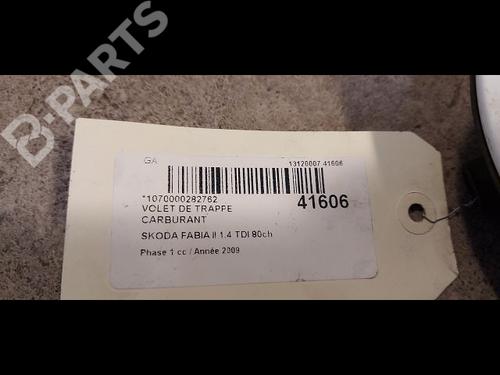 B-PARTS
GA
13120007 41606
*1070000282762
41606
VOLET DE TRAPPE
CARBURANT
SKODA FABIA II 1.4 TDI 80ch
Phase 1 cc / Année 2009